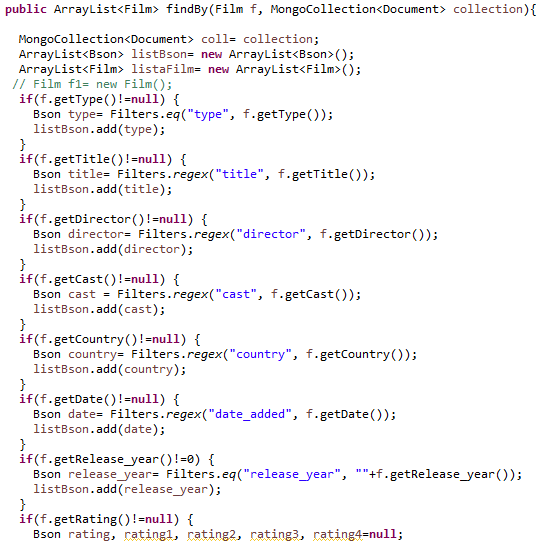 public ArrayList<Film> findBy(Film f, MongoCollection<Document> collection){
MongoCollection<Document> coll= collection;
ArrayList<Bson> listBson= new ArrayList<Bson>();
ArrayList<Film> listaFilm= new ArrayList<Film>();
// Film f1= new Film();
if(f.getType()!=null) {
Bson type= Filters.eq("type", f.getType());
listBson.add(type);
}
if(f.getTitle()!=null) {
Bson title= Filters.regex("title", f.getTitle());
listBson.add(title);
}
if(f.getDirector()!=null) {
Bson director= Filters.regex("director", f.getDirector());
listBson.add(director);
}
if(f.getCast()!=null) {
Bson cast = Filters.regex("cast", f.getCast());
listBson.add(cast);
}
if(f.getCountry()!=null) {
Bson country= Filters.regex("country", f.getCountry());
listBson.add(country);
}
if(f.getDate()!=null) {
Bson date= Filters.regex("date_added", f.getDate());
listBson.add(date);
}
if(f.getRelease_year()!=0) {
Bson release_year= Filters.eq("release_year", ""+f.getRelease_year());
listBson.add(release_year);
}
if(f.getRating()!=null) {
Bson rating, rating1, rating2, rating3, rating4=null;